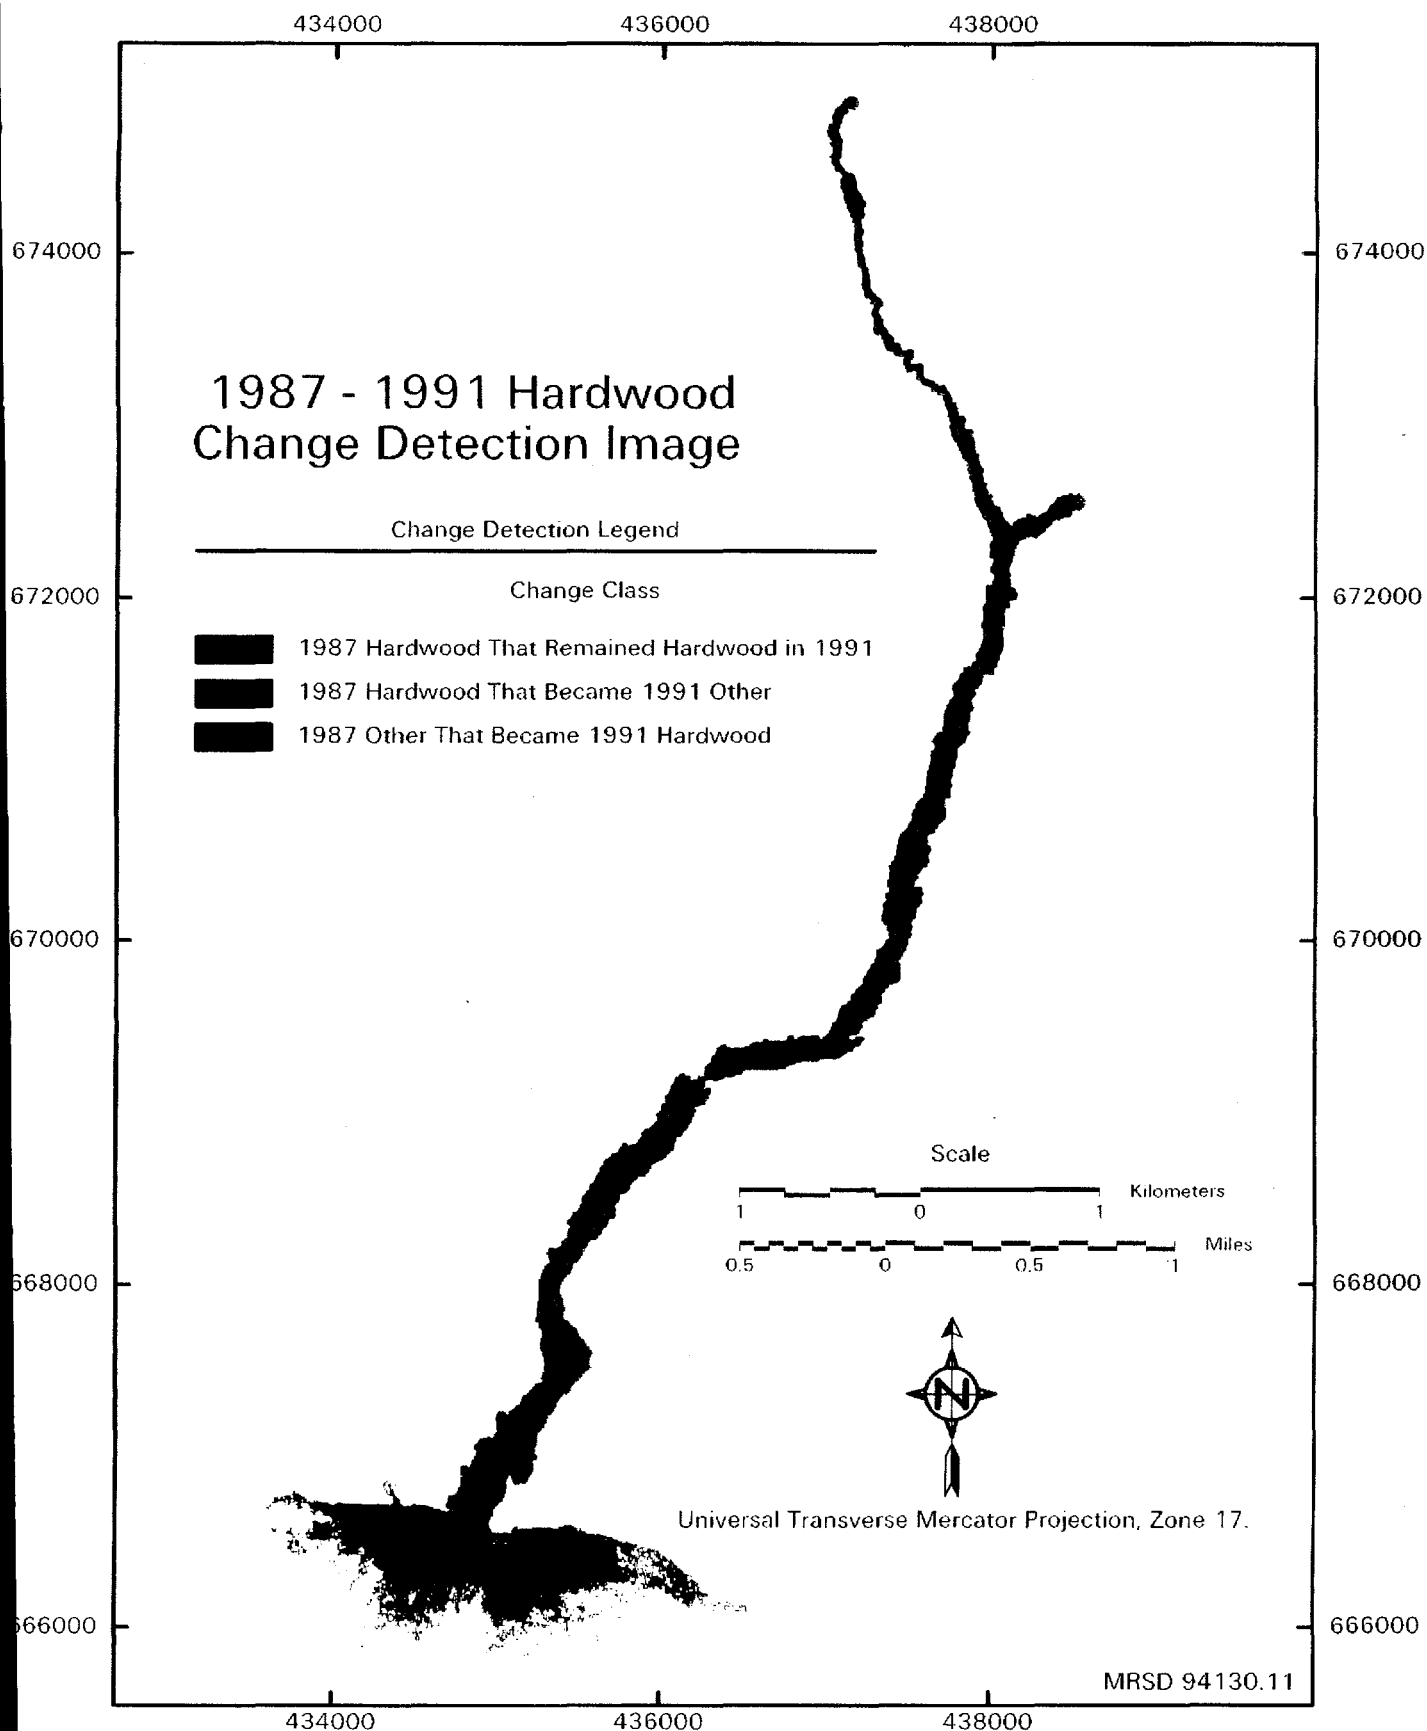 434000 436000 438000
674000 674000
1987 - 1991 Hardwood
Change Detection Image
Change Detection Legend
Change Class
672000 672000
1987 Hardwood That Remained Hardwood in 1991
1987 Hardwood That Became 1991 Other
1987 Other That Became 1991 Hardwood
670000 670000
Scale
Kilometers
1 0 1
Miles
0.5 0 0.5 1
668000 668000
N
Universal Transverse Mercator Projection, Zone 17.
666000 666000
MRSD 94130.11
434000 436000 438000